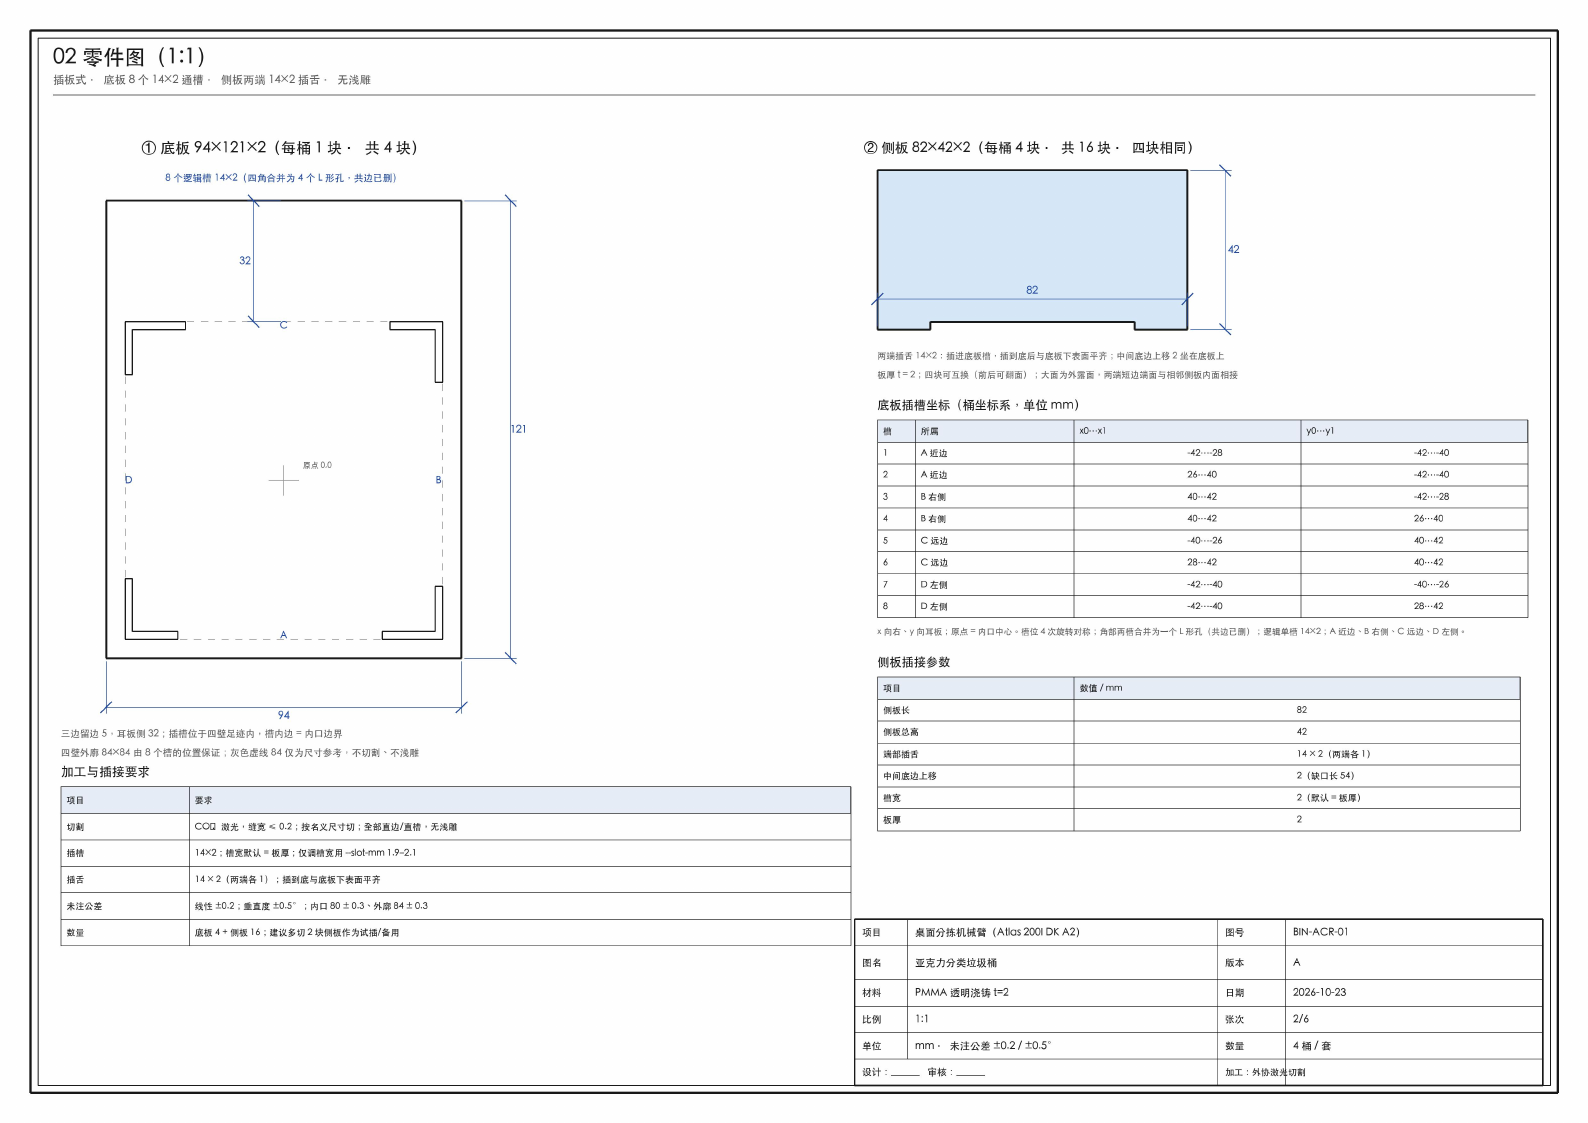 02 零件图（1:1）
插板式 · 底板 8 个 14×2 通槽 · 侧板两端 14×2 插舌 · 无浅雕
① 底板 94×121×2（每桶 1 块 · 共 4 块）
8 个逻辑槽 14×2（四角合并为 4 个 L 形孔，共边已删）
32
C
121
原点 0,0
D
B
A
94
三边留边 5，耳板侧 32；插槽位于四壁足迹内，槽内边 = 内口边界
四壁外廓 84×84 由 8 个槽的位置保证；灰色虚线 84 仅为尺寸参考，不切割、不浅雕
加工与插接要求
项目 要求
切割 CO 激光，缝宽 ≤ 0.2；按名义尺寸切；全部直边/直槽，无浅雕
插槽 14×2；槽宽默认 = 板厚；仅调槽宽用 --slot-mm 1.9–2.1
插舌 14 × 2（两端各 1）；插到底与底板下表面平齐
未注公差 线性 ±0.2；垂直度 ±0.5°；内口 80 ± 0.3、外廓 84 ± 0.3
数量 底板 4 + 侧板 16；建议多切 2 块侧板作为试插/备用
② 侧板 82×42×2（每桶 4 块 · 共 16 块 · 四块相同）
42
82
两端插舌 14×2：插进底板槽，插到底后与底板下表面平齐；中间底边上移 2 坐在底板上
板厚 t = 2；四块可互换（前后可翻面）；大面为外露面，两端短边端面与相邻侧板内面相接
底板插槽坐标（桶坐标系，单位 mm）
槽 所属 x0…x1 y0…y1
1 A 近边 -42…-28 -42…-40
2 A 近边 26…40 -42…-40
3 B 右侧 40…42 -42…-28
4 B 右侧 40…42 26…40
5 C 远边 -40…-26 40…42
6 C 远边 28…42 40…42
7 D 左侧 -42…-40 -40…-26
8 D 左侧 -42…-40 28…42
x 向右、y 向耳板；原点 = 内口中心。槽位 4 次旋转对称；角部两槽合并为一个 L 形孔（共边已删）；逻辑单槽 14×2；A 近边、B 右侧、C 远边、D 左侧。
侧板插接参数
项目 数值 / mm
侧板长 82
侧板总高 42
端部插舌 14 × 2（两端各 1）
中间底边上移 2（缺口长 54）
槽宽 2（默认 = 板厚）
板厚 2
项目 桌面分拣机械臂（Atlas 200I DK A2） 图号 BIN-ACR-01
图名 亚克力分类垃圾桶 版本 A
材料 PMMA 透明浇铸 t=2 日期 2026-10-23
比例 1:1 张次 2/6
单位 mm · 未注公差 ±0.2 / ±0.5° 数量 4 桶 / 套
设计：______ 审核：______ 加工：外协激光切割